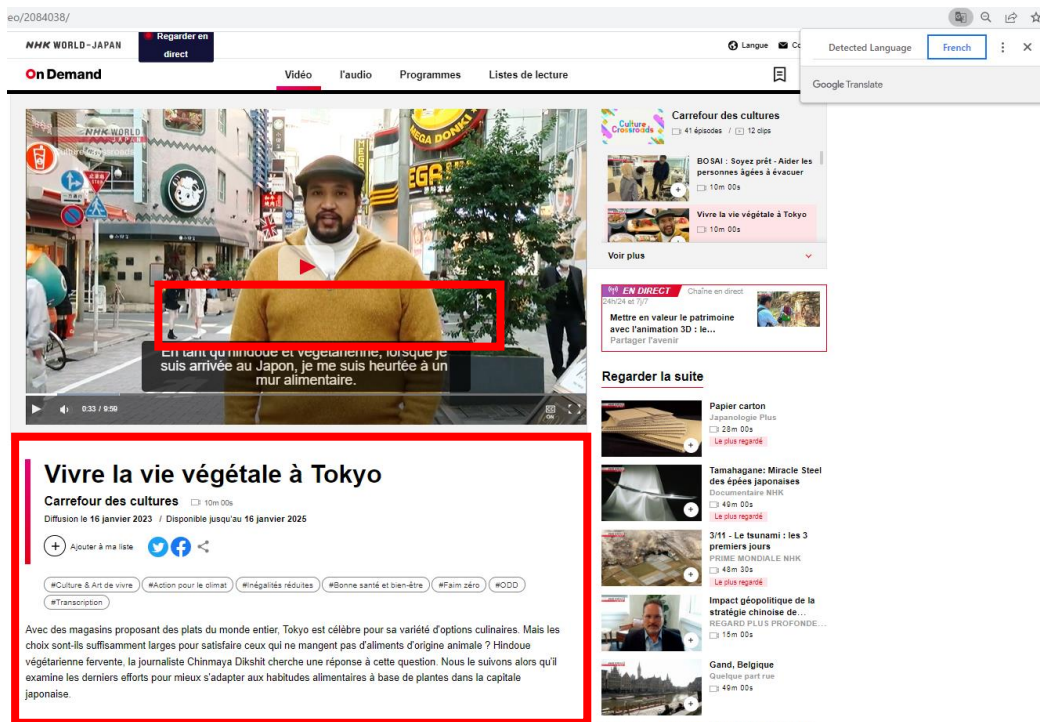 eo/2084038/
NHK WORLD-JAPAN
Regarder en
direct
Langue
Detected Language
French
Google Translate
On Demand
Vidéo
l'audio
Programmes
Listes de lecture
NHK WORLD
JAPAN
Culture Crossroads
MEGA DONKI
MEGA
En tant qu'hindoue et végétarienne, lorsque je
suis arrivée au Japon, je me suis heurtée à un
mur alimentaire.
0:33 / 9:59
ON
Vivre la vie végétale à Tokyo
Carrefour des cultures 10m 00s
Diffusion le 16 janvier 2023 / Disponible jusqu'au 16 janvier 2025
Ajouter à ma liste
#Culture & Art de vivre #Action pour le climat #Inégalités réduites #Bonne santé et bien-être #Faim zéro #ODD
#Transcription
Avec des magasins proposant des plats du monde entier, Tokyo est célèbre pour sa variété d'options culinaires. Mais les
choix sont-ils suffisamment larges pour satisfaire ceux qui ne mangent pas d'aliments d'origine animale ? Hindoue
végétarienne fervente, la journaliste Chinmaya Dikshit cherche une réponse à cette question. Nous le suivons alors qu'il
examine les derniers efforts pour mieux s'adapter aux habitudes alimentaires à base de plantes dans la capitale
japonaise.
Culture
Crossroads
Carrefour des cultures
41 épisodes / 12 clips
BOSAI : Soyez prêt - Aider les
personnes âgées à évacuer
10m 00s
Vivre la vie végétale à Tokyo
10m 00s
Voir plus
EN DIRECT Chaîne en direct
24h/24 et 7j/7
Mettre en valeur le patrimoine
avec l'animation 3D : le...
Partager l'avenir
Regarder la suite
Papier carton
Japanologie Plus
28m 00s
Le plus regardé
Tamahagane: Miracle Steel
des épées japonaises
Documentaire NHK
49m 00s
Le plus regardé
3/11 - Le tsunami : les 3
premiers jours
PRIME MONDIALE NHK
48m 30s
Le plus regardé
Impact géopolitique de la
stratégie chinoise de...
REGARD PLUS PROFONDE...
15m 00s
Gand, Belgique
Quelque part rue
49m 00s